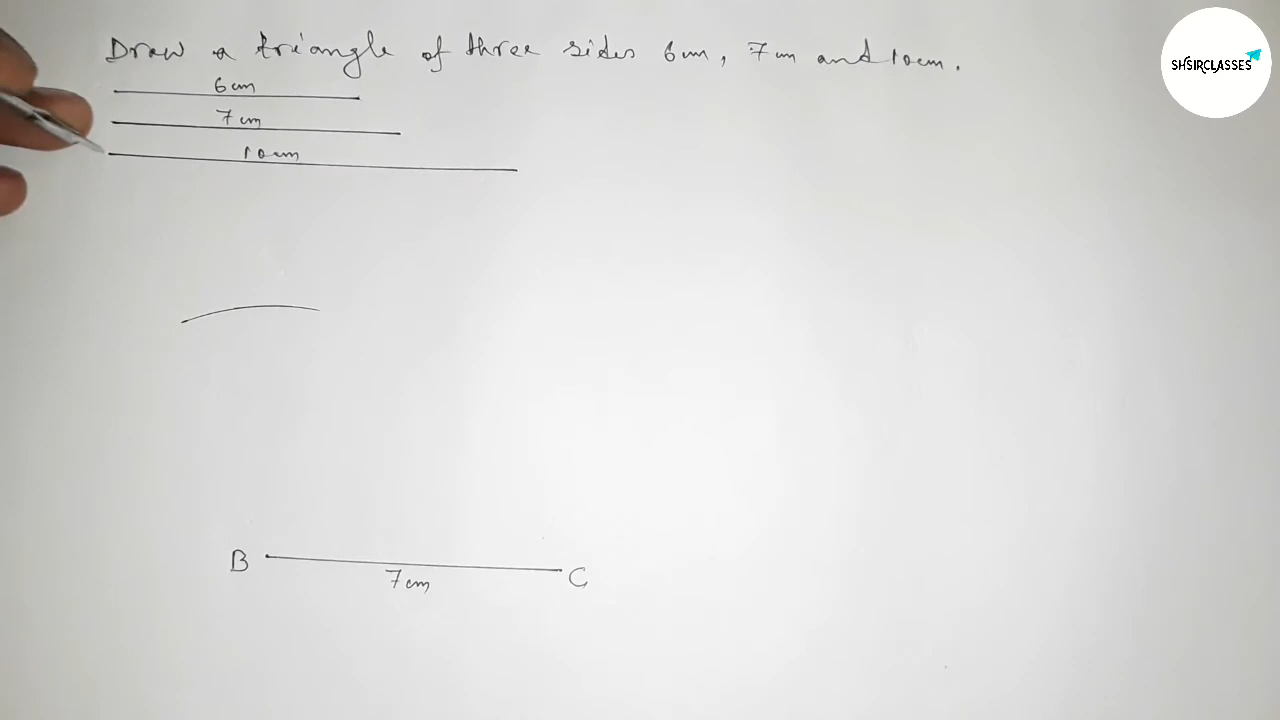 Draw a triangle of three sides 6cm, 7cm and 10cm.
SHSIRCLASSES
6cm
7cm
10cm
B
7cm
C